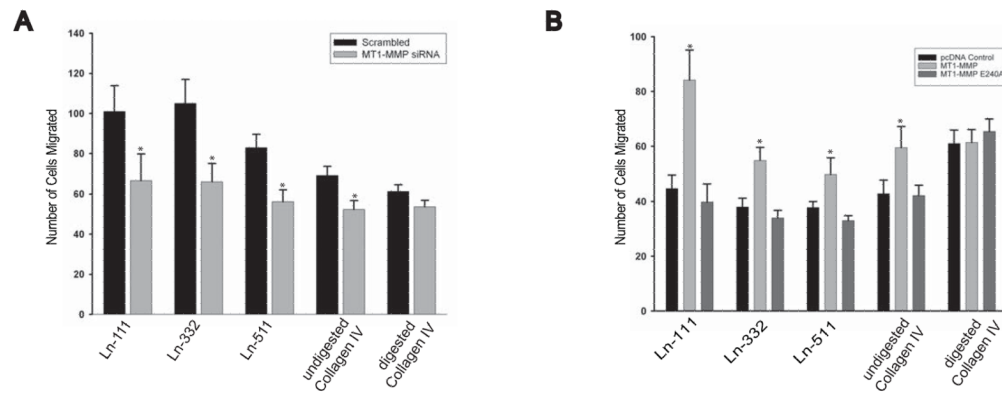 A
Number of Cells Migrated
140
120
100
80
60
40
20
0
Scrambled
MT1-MMP siRNA
*
*
*
*
Ln-111
Ln-332
Ln-511
undigested
Collagen IV
digested
Collagen IV
B
Number of Cells Migrated
100
80
60
40
20
0
pcDNA Control
MT1-MMP
MT1-MMP E240A
*
*
*
*
Ln-111
Ln-332
Ln-511
undigested
Collagen IV
digested
Collagen IV